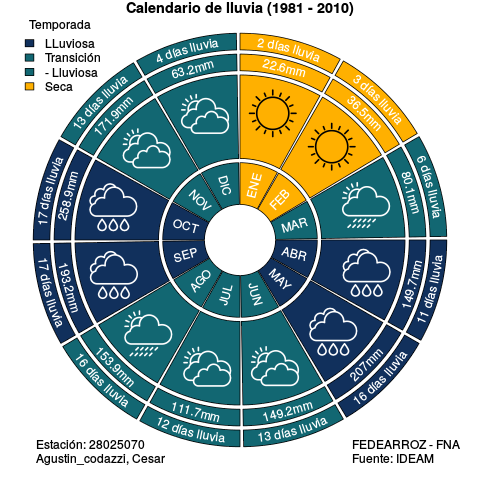 Calendario de lluvia (1981 - 2010)
Temporada
LLuviosa
Transición
- Lluviosa
Seca
2 días lluvia
22.6mm
ENE
3 días lluvia
36.5mm
FEB
6 días lluvia
80.1mm
MAR
11 días lluvia
149.7mm
ABR
16 días lluvia
207mm
MAY
13 días lluvia
149.2mm
JUN
12 días lluvia
111.7mm
JUL
16 días lluvia
153.9mm
AGO
17 días lluvia
193.2mm
SEP
17 días lluvia
258.9mm
OCT
13 días lluvia
171.9mm
NOV
4 días lluvia
63.2mm
DIC
Estación: 28025070
Agustin_codazzi, Cesar
FEDEARROZ - FNA
Fuente: IDEAM